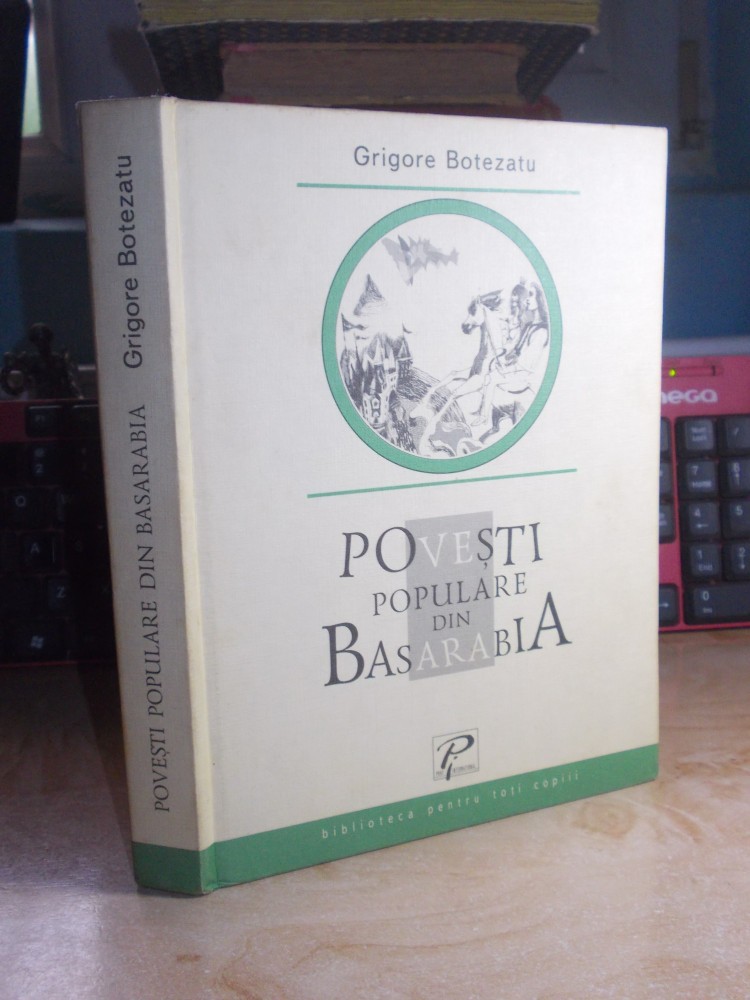 Grigore Botezatu
POVEȘTI
POPULARE
DIN
BASARABIA
biblioteca pentru toți copiii
POVEȘTI POPULARE DIN BASARABIA Grigore Botezatu